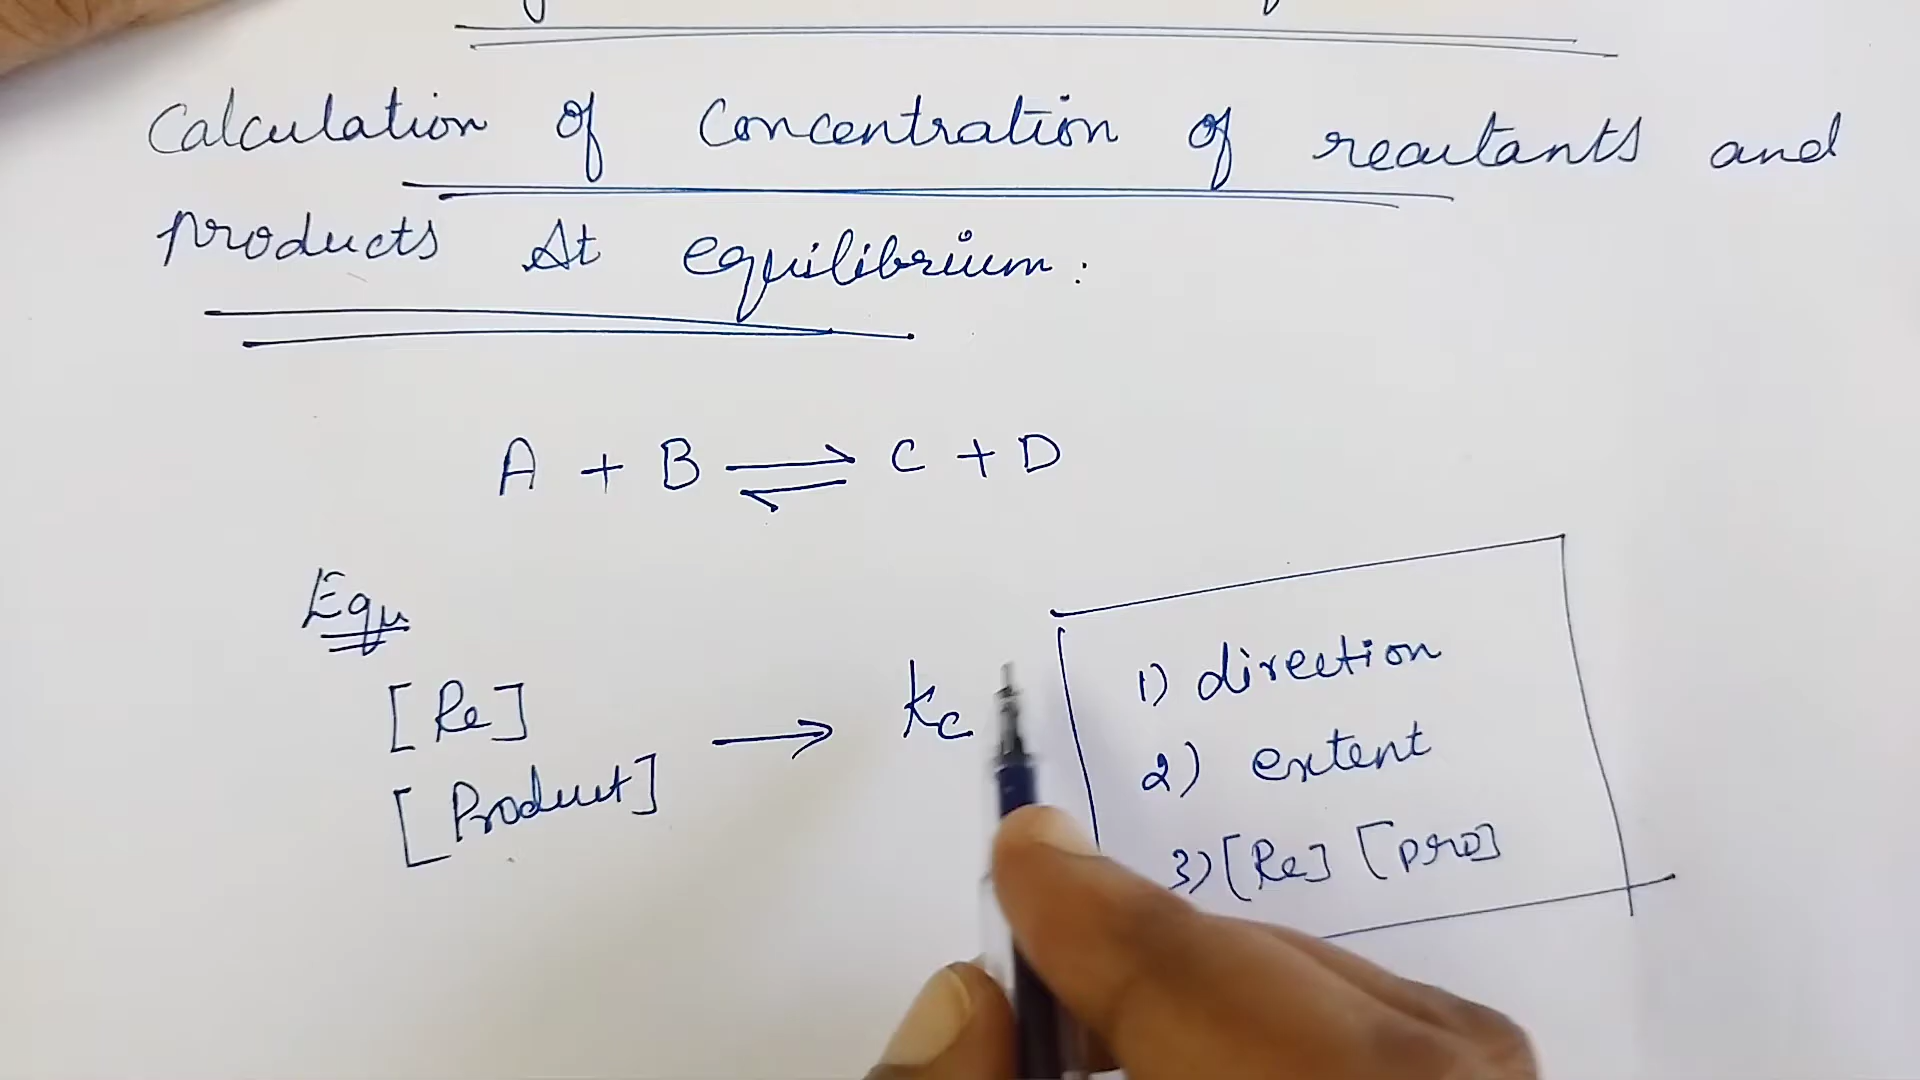 Calculation of Concentration of reactants and
products At equilibrium:
A + B ⇌ C + D
Equ
[Re]
[Product] → Kc
1) direction
2) extent
3) [Re] [pro]